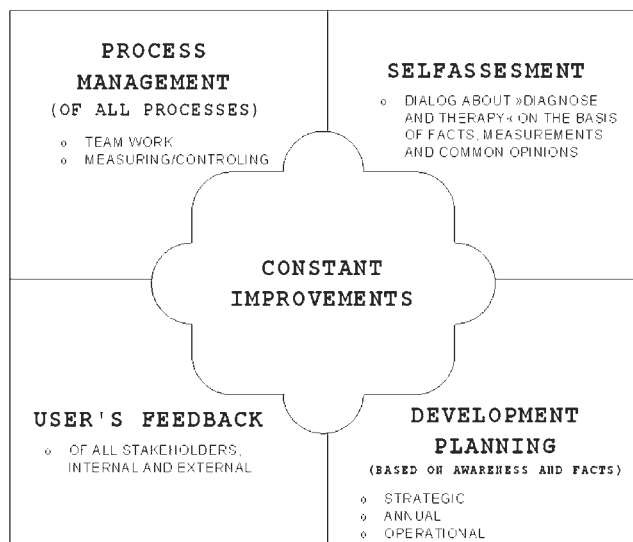 PROCESS
MANAGEMENT
(OF ALL PROCESSES)
o TEAM WORK
o MEASURING/CONTROLING
SELFASSESMENT
o DIALOG ABOUT »DIAGNOSE
AND THERAPY« ON THE BASIS
OF FACTS, MEASUREMENTS
AND COMMON OPINIONS
CONSTANT
IMPROVEMENTS
USER'S FEEDBACK
o OF ALL STAKEHOLDERS,
INTERNAL AND EXTERNAL
DEVELOPMENT
PLANNING
(BASED ON AWARENESS AND FACTS)
o STRATEGIC
o ANNUAL
o OPERATIONAL